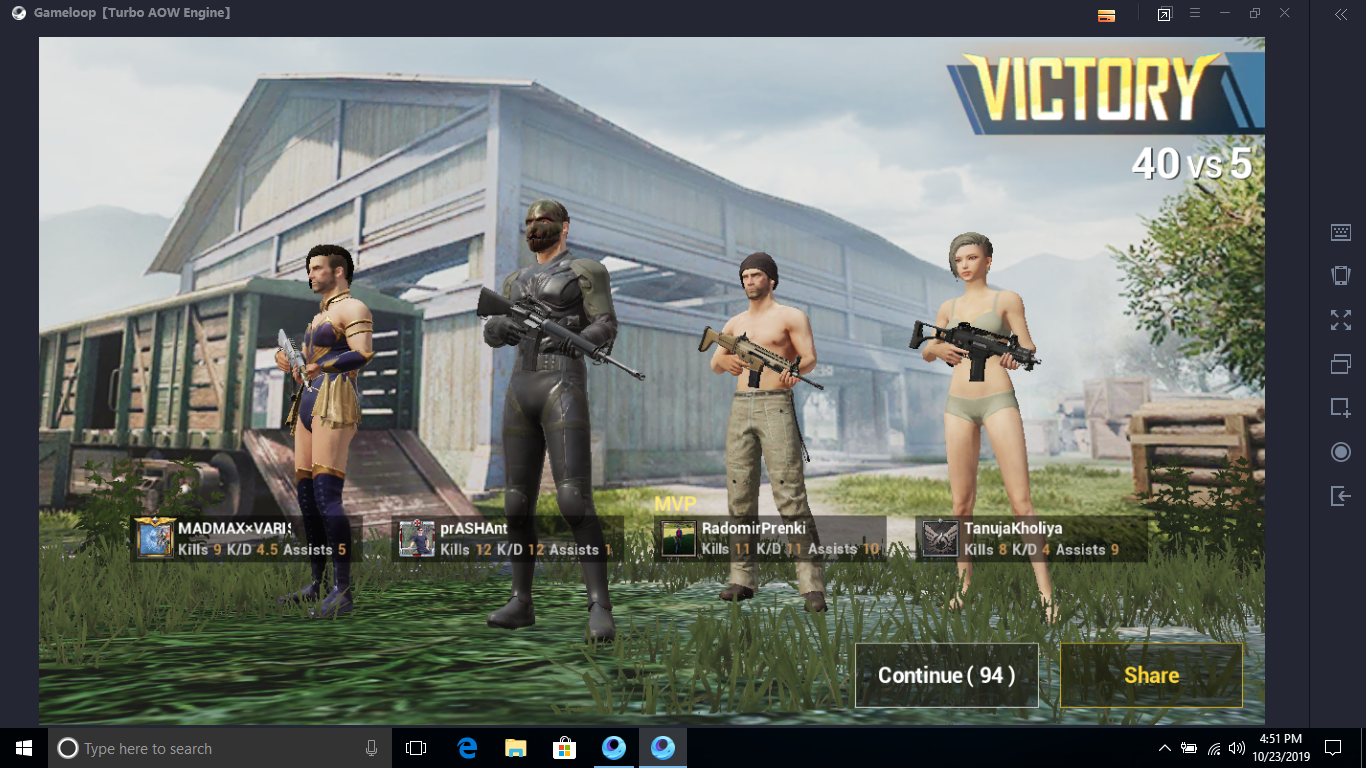 Gameloop【Turbo AOW Engine】
VICTORY
40 VS 5
MVP
MADMAX×VARIS
Kills 9 K/D 4.5 Assists 5
prASHAnt
Kills 12 K/D 12 Assists 1
RadomirPrenki
Kills 11 K/D 11 Assists 10
TanujaKholiya
Kills 8 K/D 4 Assists 9
Continue ( 94 )
Share
Type here to search
4:51 PM
10/23/2019